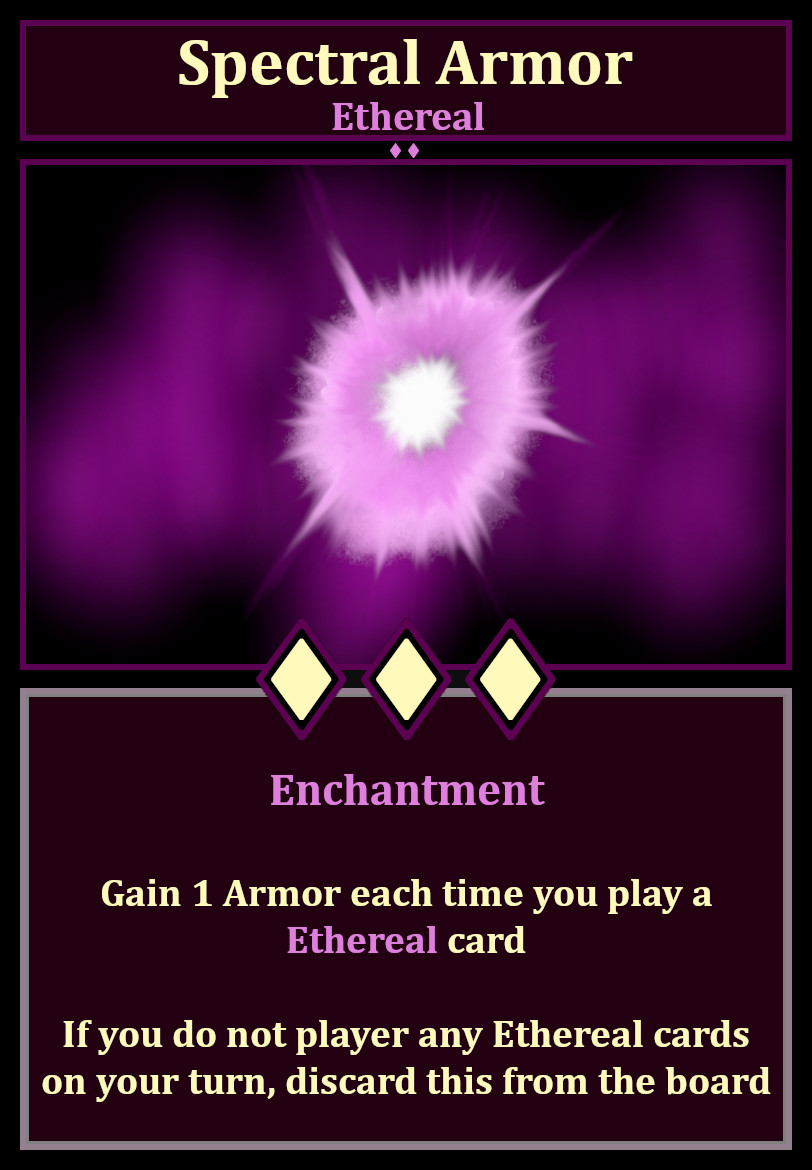 Spectral Armor
Ethereal
Enchantment
Gain 1 Armor each time you play a
Ethereal card
If you do not player any Ethereal cards
on your turn, discard this from the board